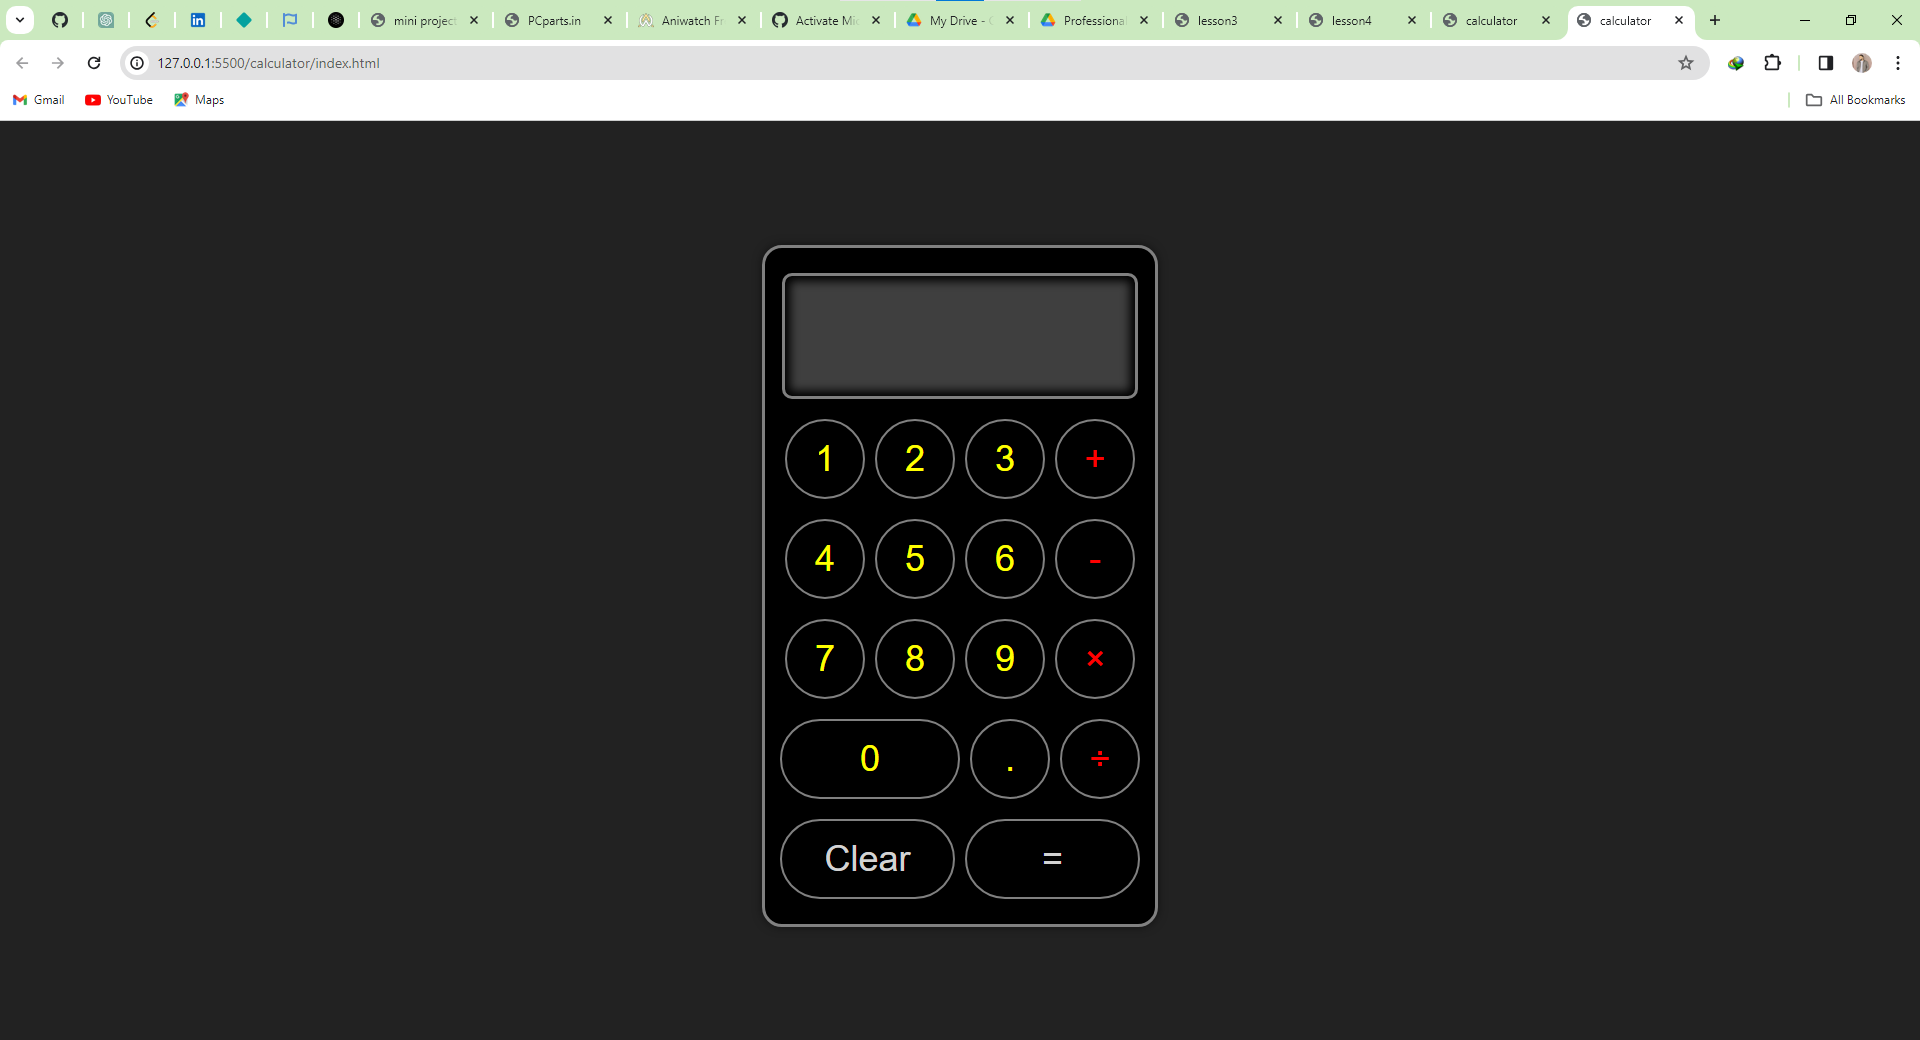 mini project
PCparts.in
Aniwatch Fr
Activate Mic
My Drive -
Professional
lesson3
lesson4
calculator
calculator
127.0.0.1:5500/calculator/index.html
Gmail
YouTube
Maps
All Bookmarks
1 2 3 +
4 5 6 -
7 8 9 ×
0 . ÷
Clear =